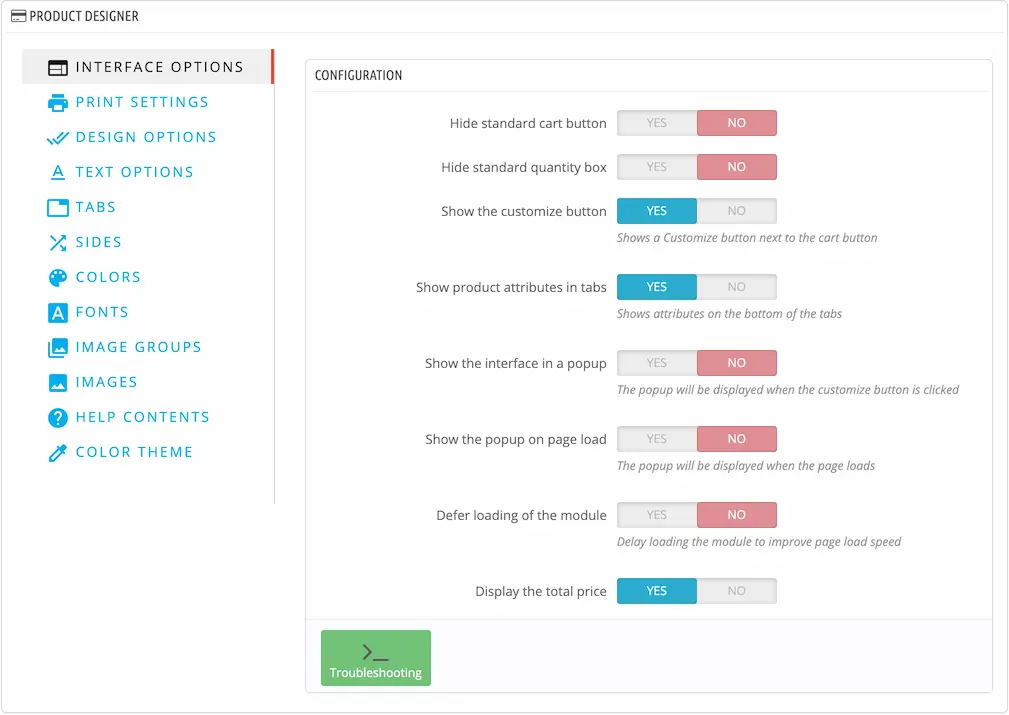 PRODUCT DESIGNER
INTERFACE OPTIONS
PRINT SETTINGS
DESIGN OPTIONS
TEXT OPTIONS
TABS
SIDES
COLORS
FONTS
IMAGE GROUPS
IMAGES
HELP CONTENTS
COLOR THEME
CONFIGURATION
Hide standard cart button YES NO
Hide standard quantity box YES NO
Show the customize button YES NO
Shows a Customize button next to the cart button
Show product attributes in tabs YES NO
Shows attributes on the bottom of the tabs
Show the interface in a popup YES NO
The popup will be displayed when the customize button is clicked
Show the popup on page load YES NO
The popup will be displayed when the page loads
Defer loading of the module YES NO
Delay loading the module to improve page load speed
Display the total price YES NO
Troubleshooting